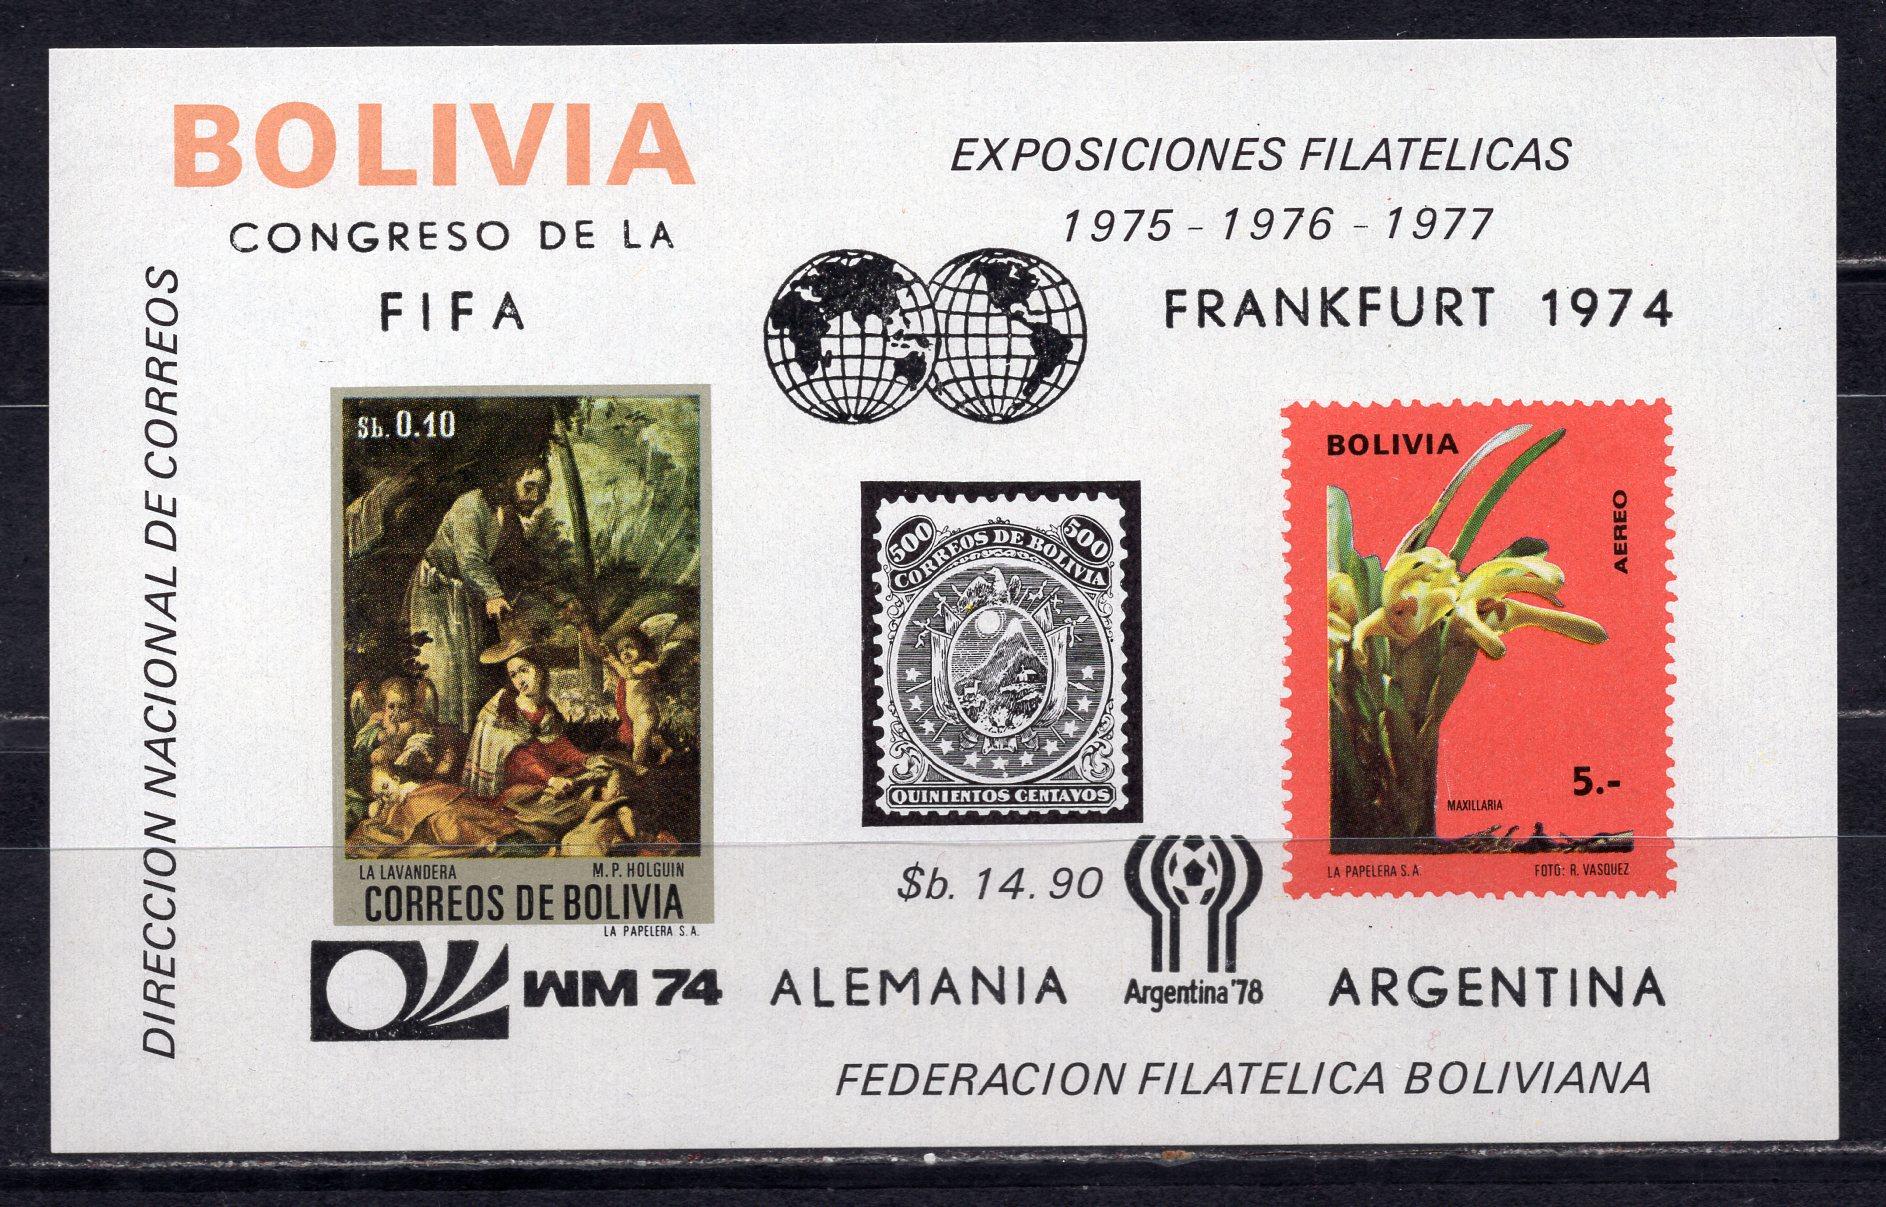 BOLIVIA
CONGRESO DE LA
FIFA
EXPOSICIONES FILATELICAS
1975 - 1976 - 1977
FRANKFURT 1974
DIRECCION NACIONAL DE CORREOS
$b. 0.10
LA LAVANDERA M. P. HOLGUIN
CORREOS DE BOLIVIA
LA PAPELERA S. A.
500 500
CORREOS DE BOLIVIA
QUINIENTOS CENTAVOS
BOLIVIA
AEREO
5.-
MAXILLARIA
LA PAPELERA S. A. FOTO: R. VASQUEZ
$b. 14.90
WM 74
ALEMANIA
Argentina'78
ARGENTINA
FEDERACION FILATELICA BOLIVIANA